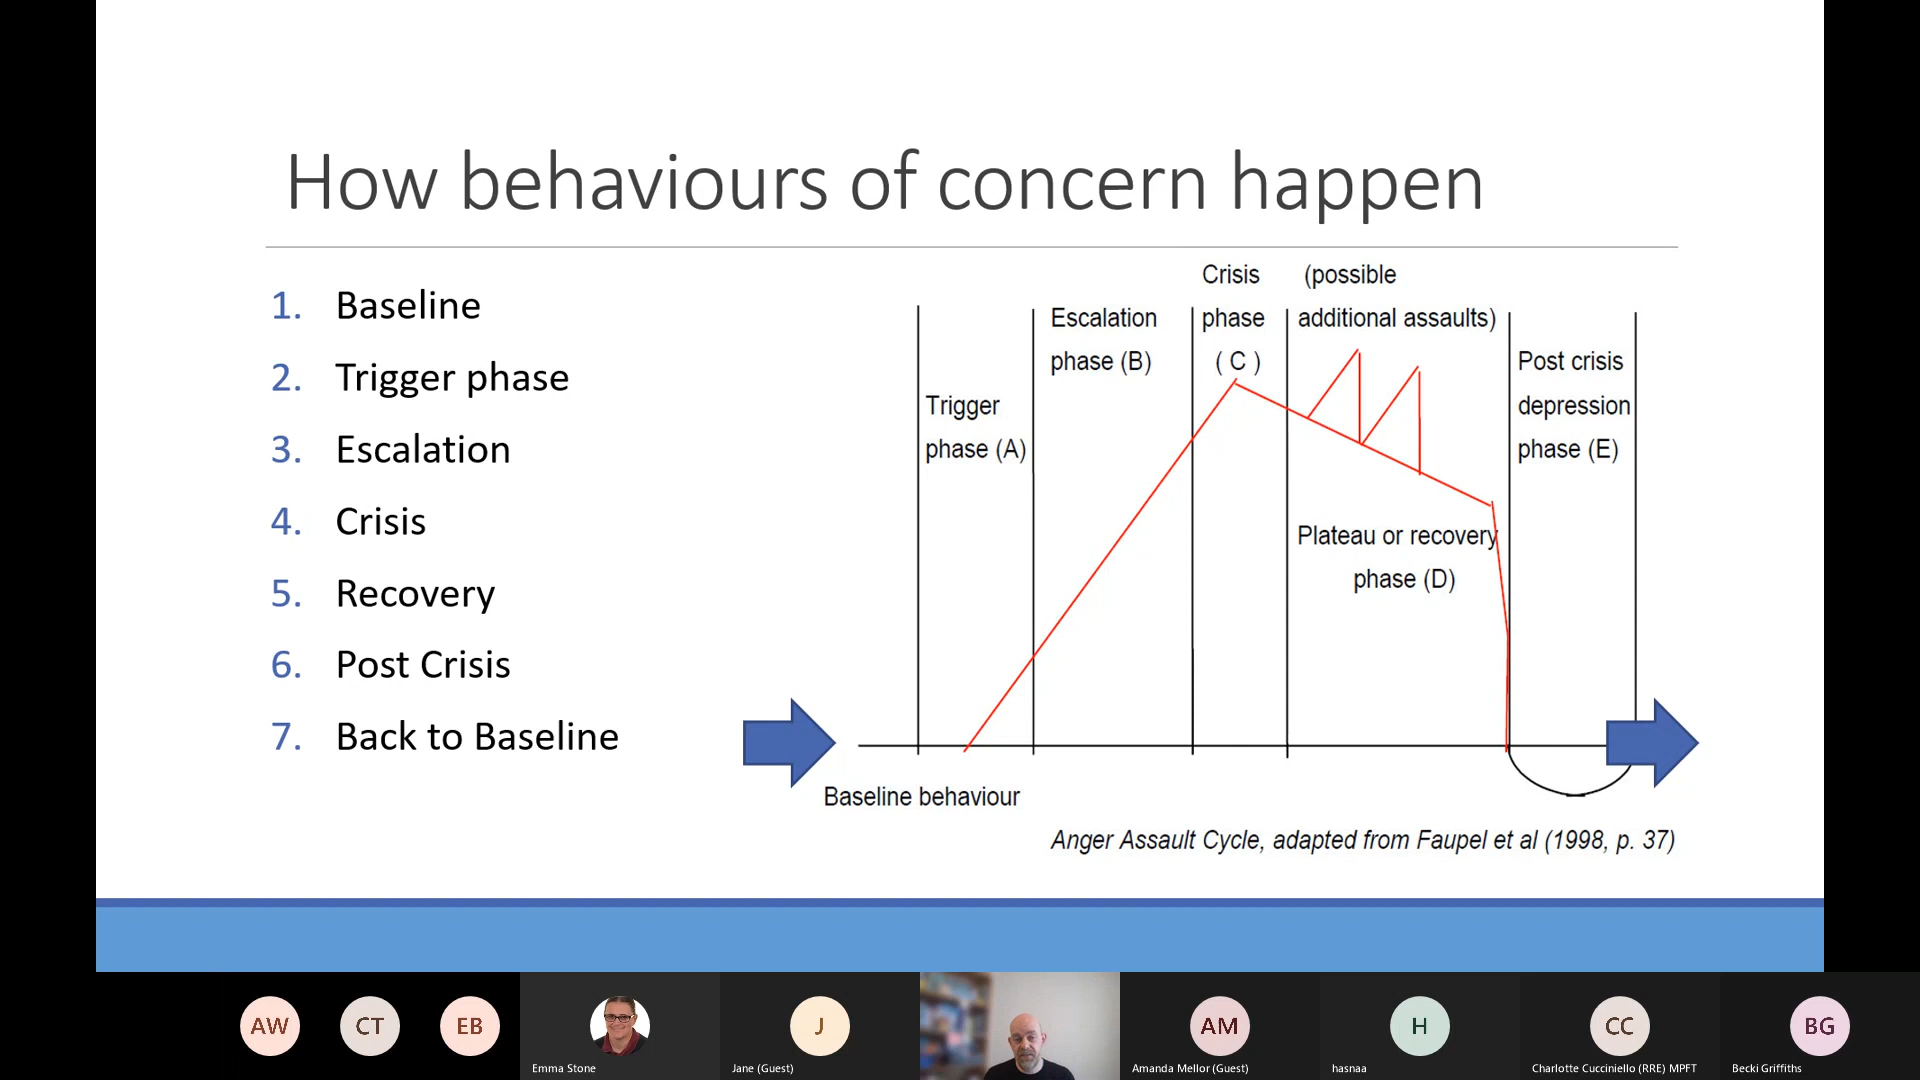 How behaviours of concern happen
1. Baseline
2. Trigger phase
3. Escalation
4. Crisis
5. Recovery
6. Post Crisis
7. Back to Baseline
Trigger
phase (A)
Escalation
phase (B)
Crisis
phase
( C )
(possible
additional assaults)
Plateau or recovery
phase (D)
Post crisis
depression
phase (E)
Baseline behaviour
Anger Assault Cycle, adapted from Faupel et al (1998, p. 37)
AW
CT
EB
Emma Stone
J
Jane (Guest)
AM
Amanda Mellor (Guest)
H
hasnaa
CC
Charlotte Cucciniello (RRE) MPFT
BG
Becki Griffiths